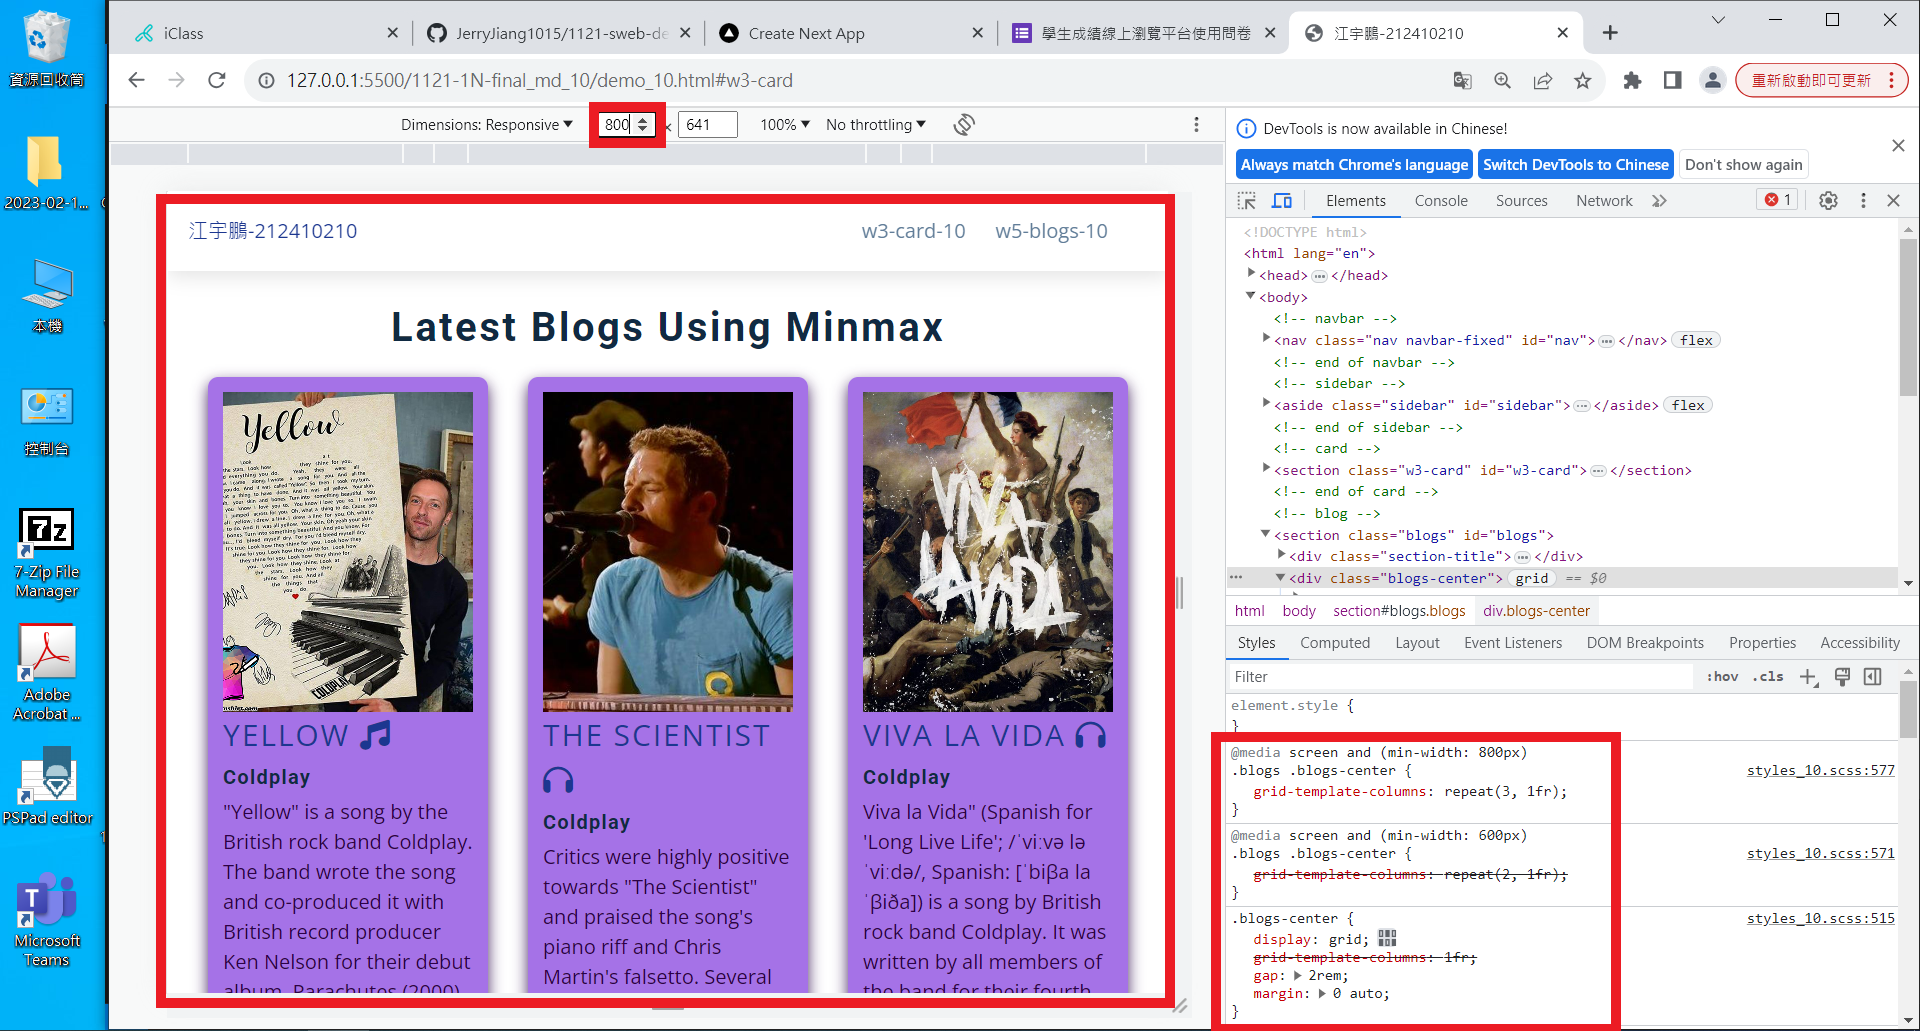 資源回收筒
2023-02-1...
本機
控制台
7-Zip File
Manager
Adobe
Acrobat ...
PSPad editor
Microsoft
Teams
iClass
JerryJiang1015/1121-sweb-de
Create Next App
學生成績線上瀏覽平台使用問卷
江宇鵬-212410210
127.0.0.1:5500/1121-1N-final_md_10/demo_10.html#w3-card
重新啟動即可更新
Dimensions: Responsive
800 × 641
100%
No throttling
江宇鵬-212410210
w3-card-10
w5-blogs-10
Latest Blogs Using Minmax
Yellow
COLDPLAY
YELLOW
Coldplay
"Yellow" is a song by the
British rock band Coldplay.
The band wrote the song
and co-produced it with
British record producer
Ken Nelson for their debut
album, Parachutes (2000)
THE SCIENTIST
Coldplay
Critics were highly positive
towards "The Scientist"
and praised the song's
piano riff and Chris
Martin's falsetto. Several
VIVA LA VIDA
VIVA LA VIDA
Coldplay
Viva la Vida" (Spanish for
'Long Live Life'; /ˈviːvə lə
ˈviːdə/, Spanish: [ˈbiβa la
ˈβiða]) is a song by British
rock band Coldplay. It was
written by all members of
the band for their fourth
DevTools is now available in Chinese!
Always match Chrome's language
Switch DevTools to Chinese
Don't show again
Elements
Console
Sources
Network
1
<!DOCTYPE html>
<html lang="en">
<head> ⋯ </head>
<body>
<!-- navbar -->
<nav class="nav navbar-fixed" id="nav"> ⋯ </nav> flex
<!-- end of navbar -->
<!-- sidebar -->
<aside class="sidebar" id="sidebar"> ⋯ </aside> flex
<!-- end of sidebar -->
<!-- card -->
<section class="w3-card" id="w3-card"> ⋯ </section>
<!-- end of card -->
<!-- blog -->
<section class="blogs" id="blogs">
<div class="section-title"> ⋯ </div>
<div class="blogs-center"> grid == $0
html body section#blogs.blogs div.blogs-center
Styles
Computed
Layout
Event Listeners
DOM Breakpoints
Properties
Accessibility
Filter
:hov .cls
element.style {
}
@media screen and (min-width: 800px)
.blogs .blogs-center {
styles_10.scss:577
grid-template-columns: repeat(3, 1fr);
}
@media screen and (min-width: 600px)
.blogs .blogs-center {
styles_10.scss:571
grid-template-columns: repeat(2, 1fr);
}
.blogs-center {
styles_10.scss:515
display: grid;
grid-template-columns: 1fr;
gap: 2rem;
margin: 0 auto;
}